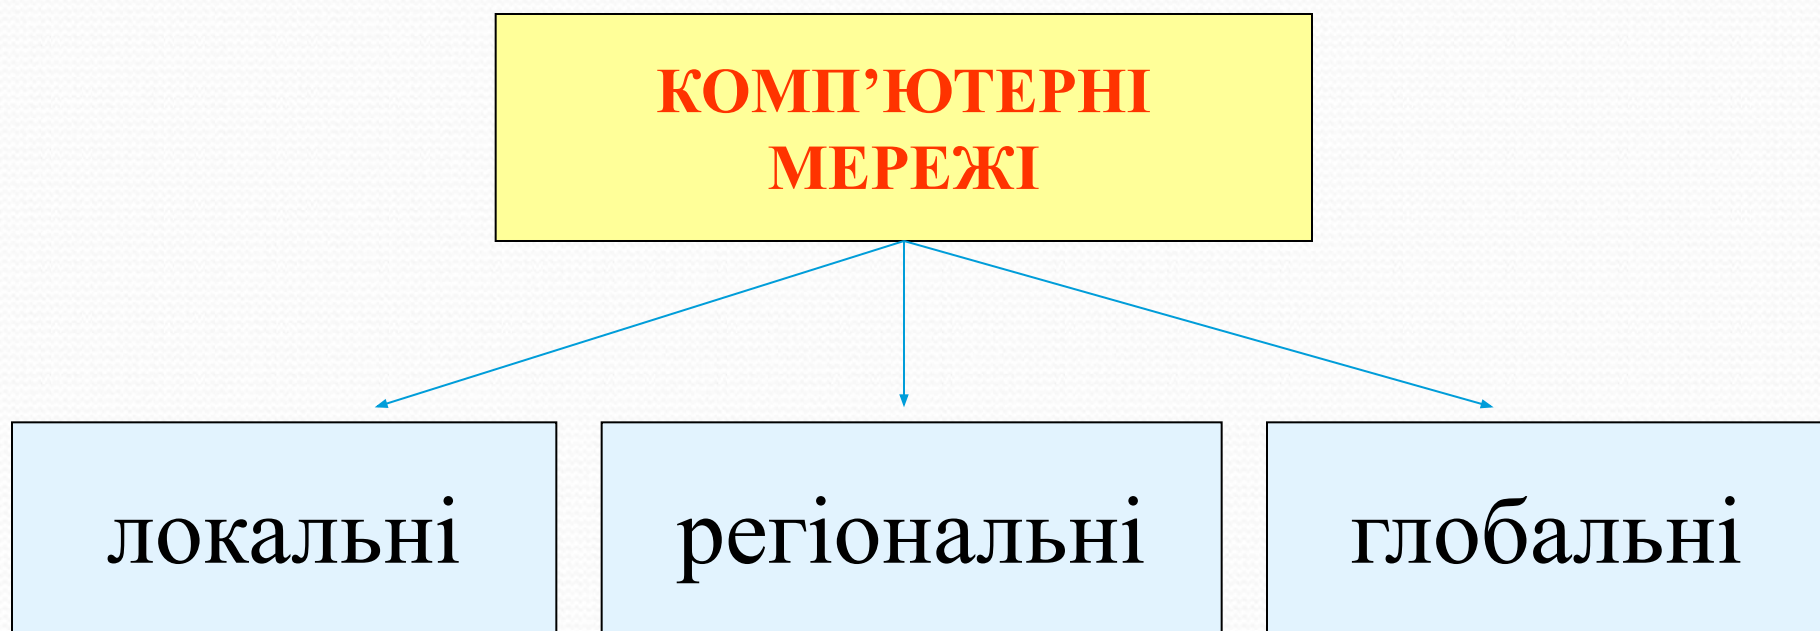 КОМП’ЮТЕРНІ
МЕРЕЖІ
локальні
регіональні
глобальні